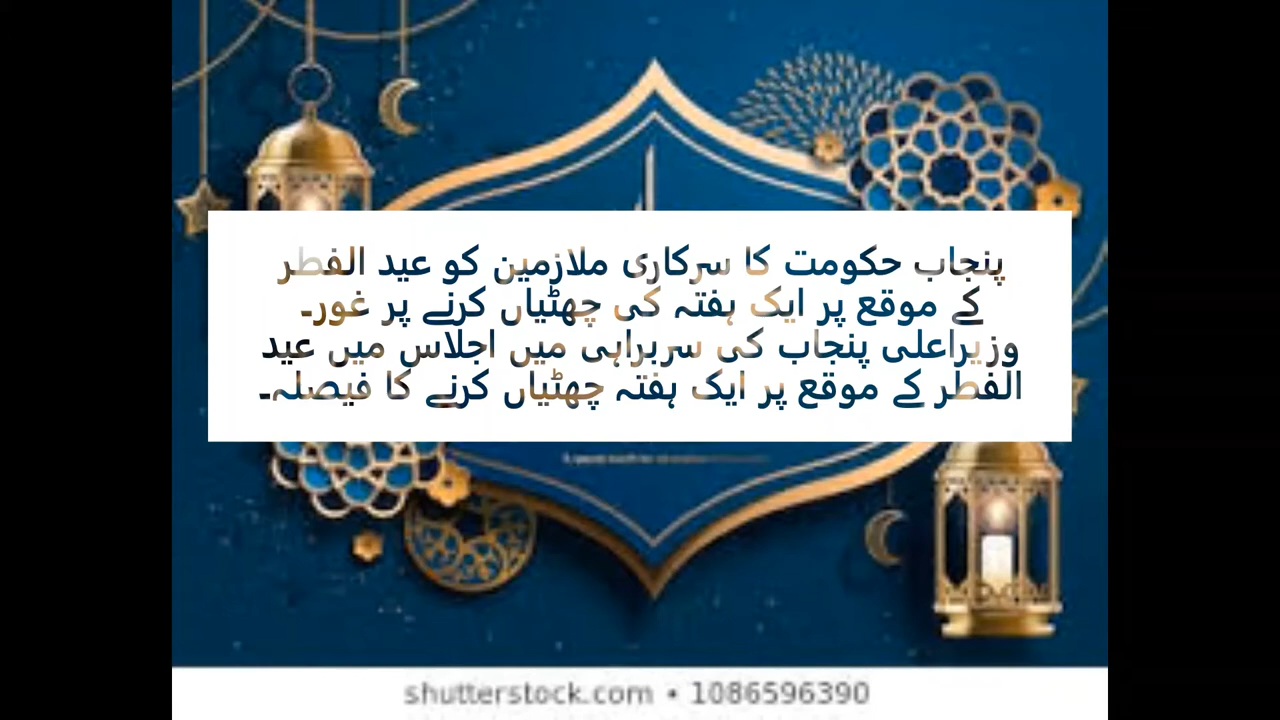 پنجاب حکومت کا سرکاری ملازمین کو عید الفطر
کے موقع پر ایک ہفتہ کی چھٹیاں کرنے پر غور۔
وزیراعلی پنجاب کی سربراہی میں اجلاس میں عید
الفطر کے موقع پر ایک ہفتہ چھٹیاں کرنے کا فیصلہ۔
shutterstock.com • 1086596390